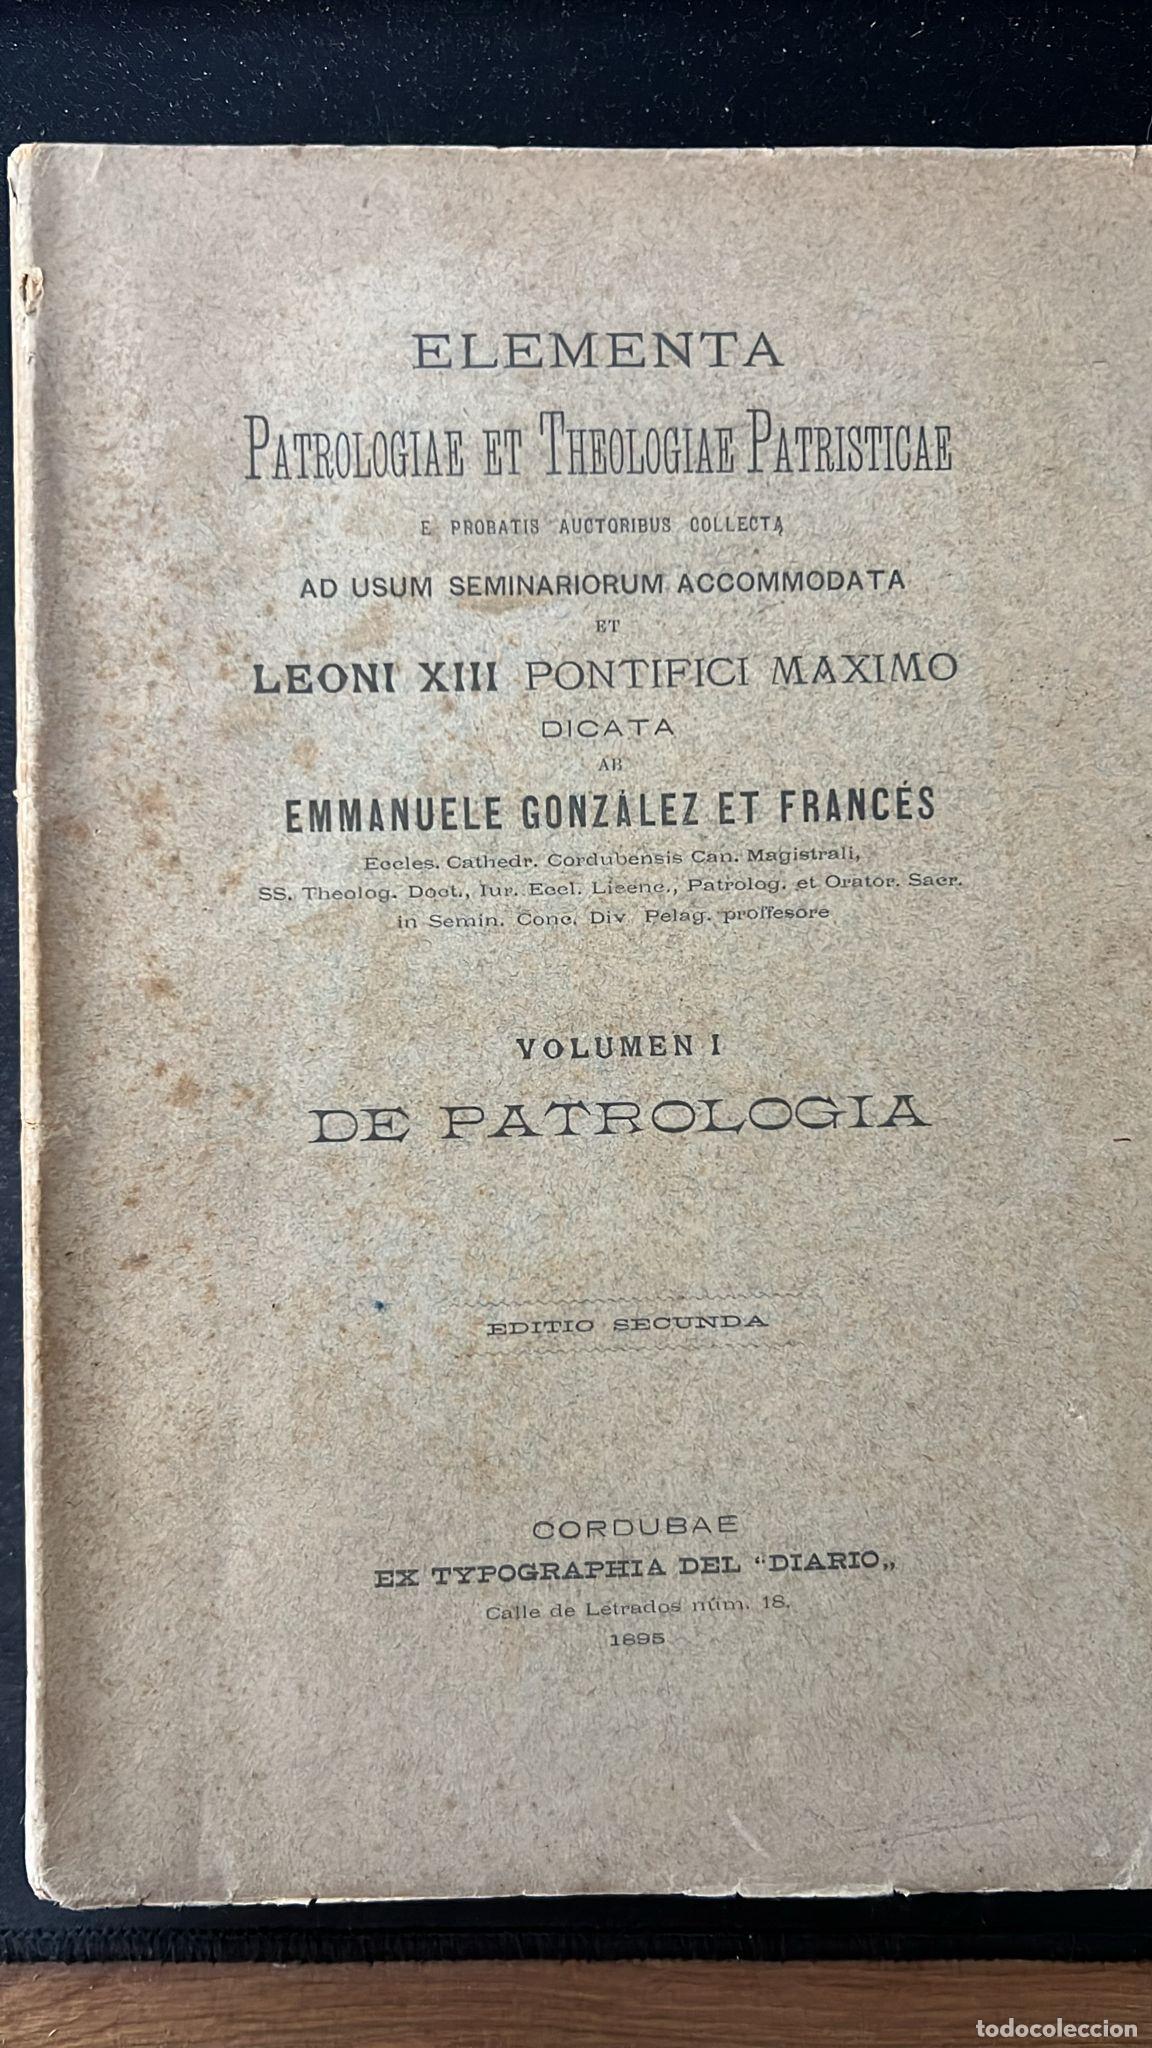 ELEMENTA
PATROLOGIAE ET THEOLOGIAE PATRISTICAE
E PROBATIS AUCTORIBUS COLLECTA
AD USUM SEMINARIORUM ACCOMMODATA
ET
LEONI XIII PONTIFICI MAXIMO
DICATA
AB
EMMANUELE GONZÁLEZ ET FRANCÉS
Eccles. Cathedr. Cordubensis Can. Magistrali,
SS. Theolog. Doct., Iur. Eccl. Licenc., Patrolog. et Orator. Sacr.
in Semin. Conc. Div Pelag. proffesore
VOLUMEN I
DE PATROLOGIA
EDITIO SECUNDA
CORDUBAE
EX TYPOGRAPHIA DEL “DIARIO„
Calle de Letrados núm. 18.
1895
todocoleccion